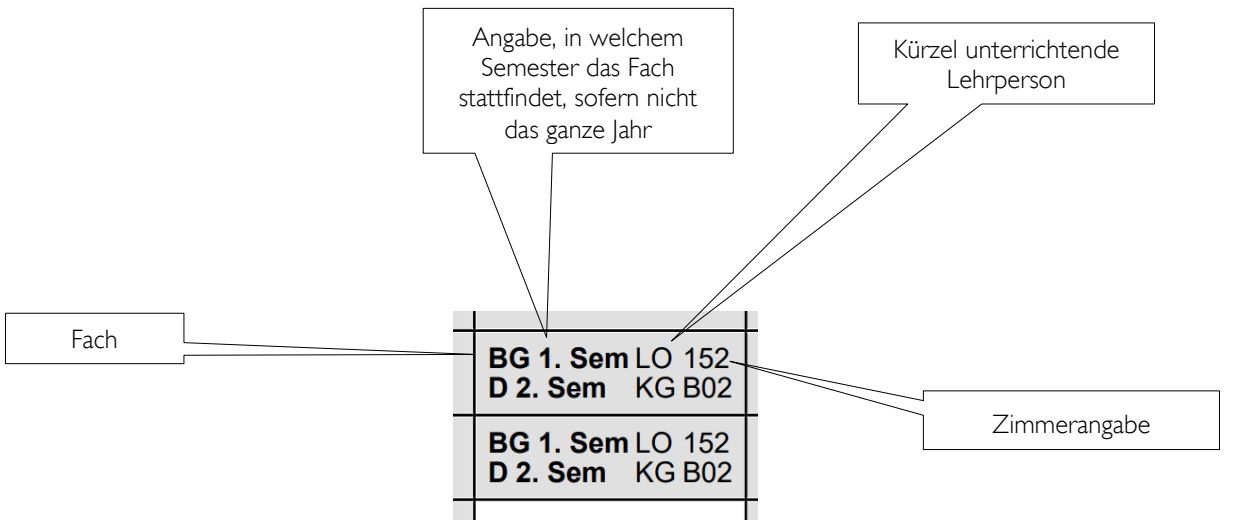 Angabe, in welchem
Semester das Fach
stattfindet, sofern nicht
das ganze Jahr
Kürzel unterrichtende
Lehrperson
Fach
BG 1. Sem LO 152
D 2. Sem KG B02
BG 1. Sem LO 152
D 2. Sem KG B02
Zimmerangabe